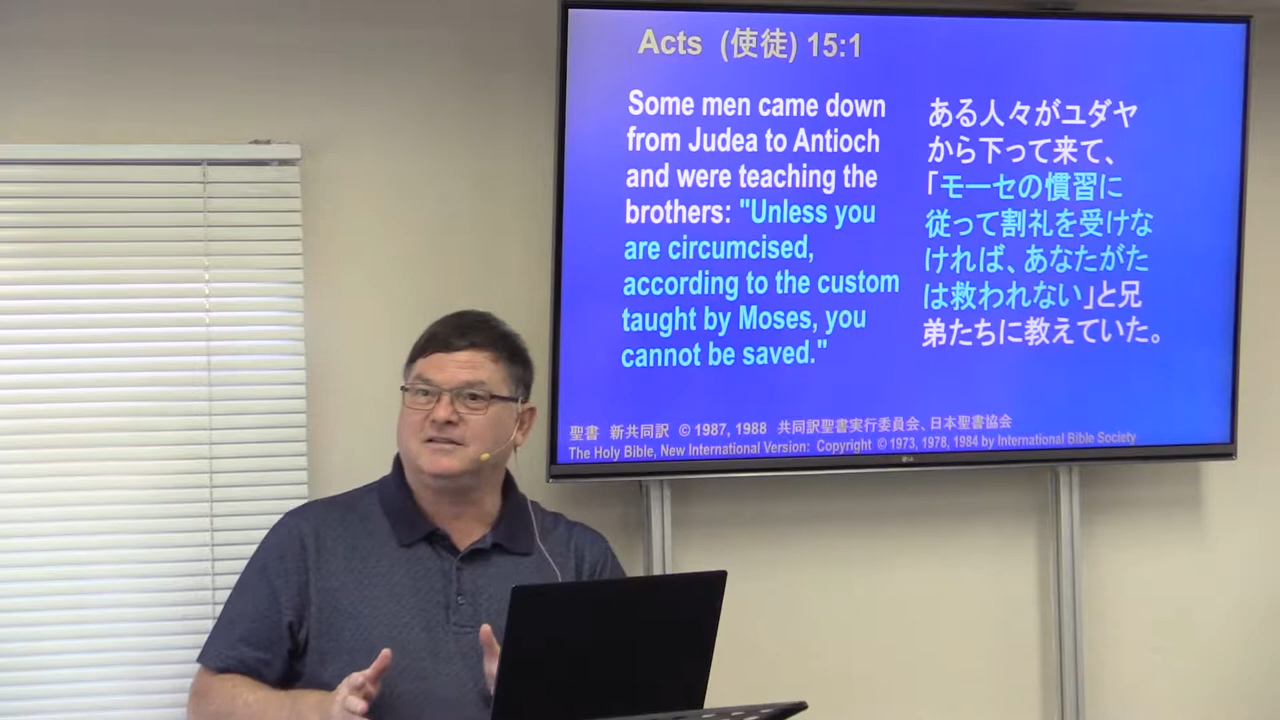 Acts (使徒) 15:1
Some men came down
from Judea to Antioch
and were teaching the
brothers: "Unless you
are circumcised,
according to the custom
taught by Moses, you
cannot be saved."
ある人々がユダヤ
から下って来て、
「モーセの慣習に
従って割礼を受けな
ければ、あなたがた
は救われない」と兄
弟たちに教えていた。
聖書 新共同訳 © 1987, 1988 共同訳聖書実行委員会、日本聖書協会
The Holy Bible, New International Version: Copyright © 1973, 1978, 1984 by International Bible Society
LG